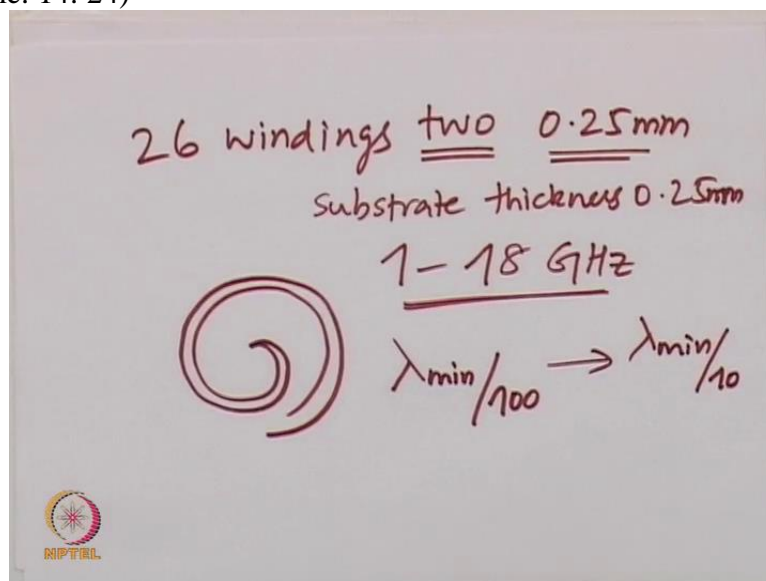 26 windings two 0.25mm
substrate thickness 0.25mm
1-18 GHz
λmin/100 → λmin/10
NPTEL